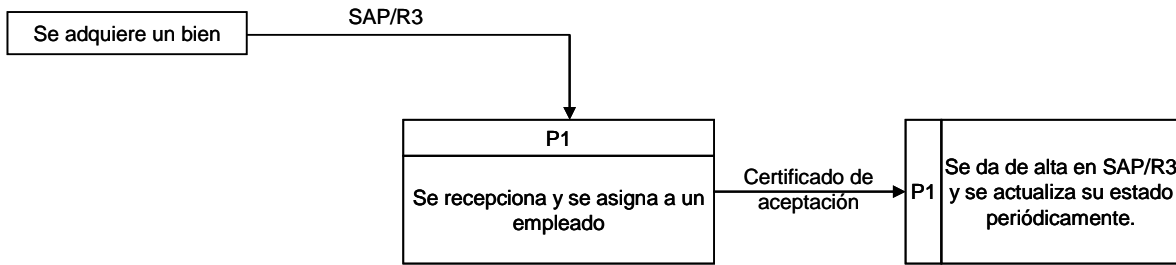 Se adquiere un bien
SAP/R3
P1
Se recepciona y se asigna a un
empleado
Certificado de
aceptación
P1
Se da de alta en SAP/R3
y se actualiza su estado
periódicamente.